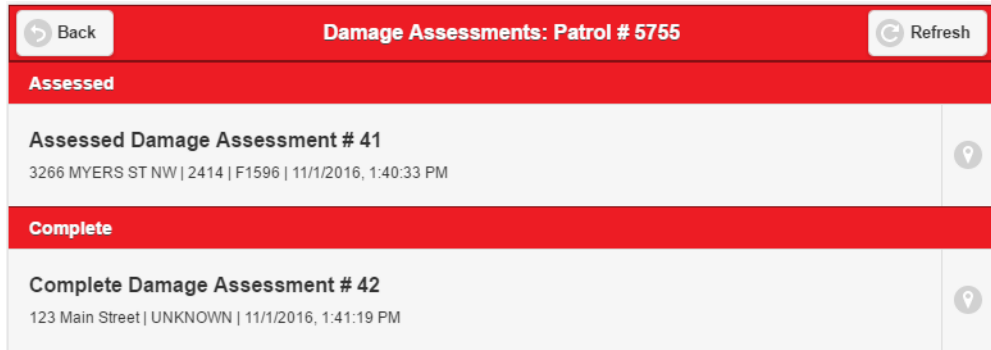 Back
Damage Assessments: Patrol # 5755
Refresh
Assessed
Assessed Damage Assessment # 41
3266 MYERS ST NW | 2414 | F1596 | 11/1/2016, 1:40:33 PM
Complete
Complete Damage Assessment # 42
123 Main Street | UNKNOWN | 11/1/2016, 1:41:19 PM